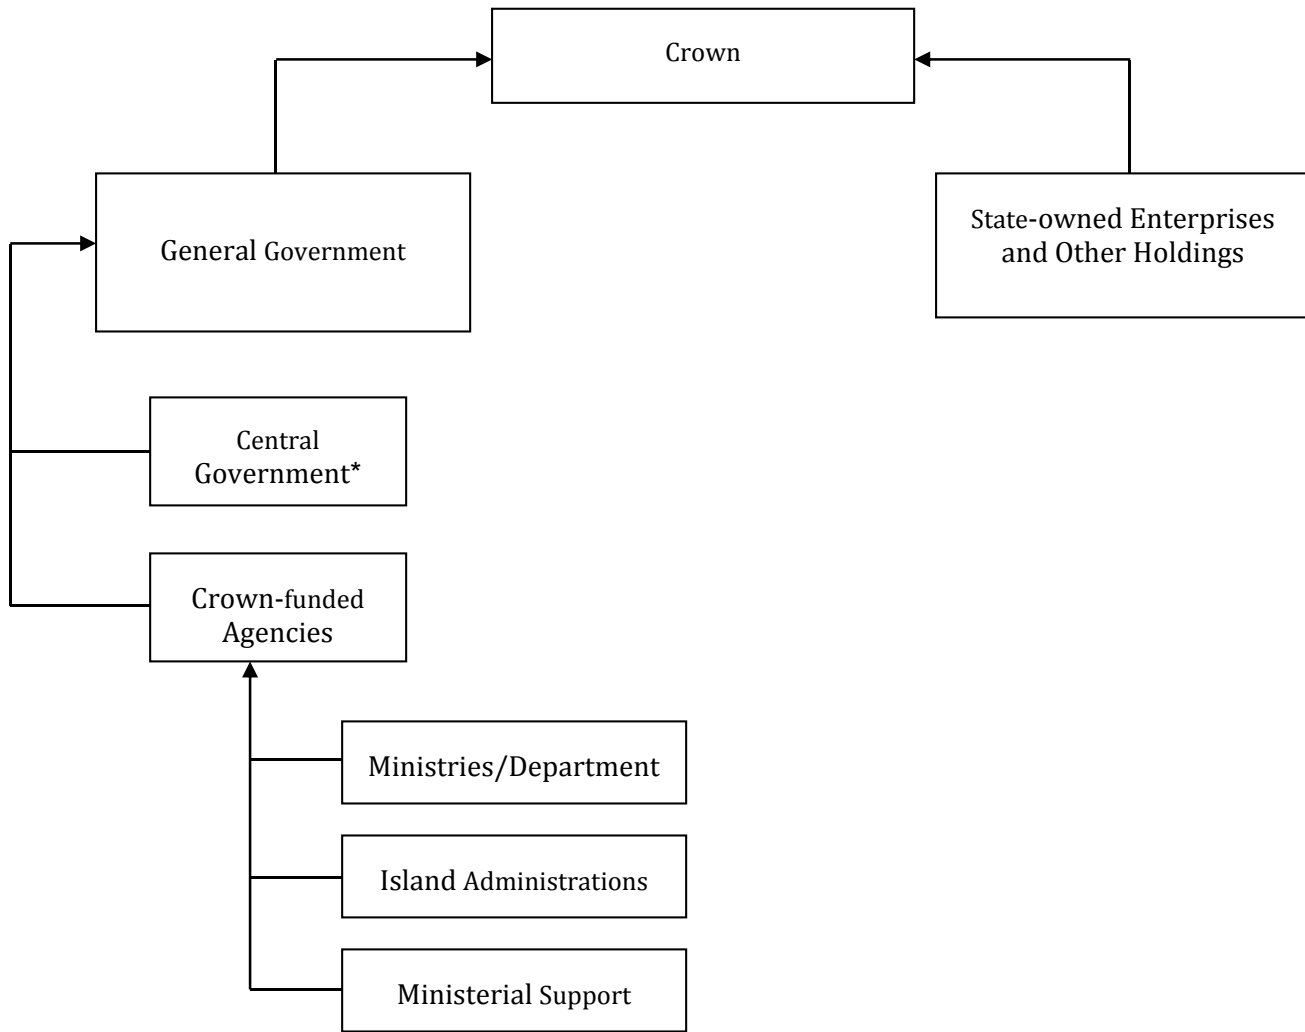 Crown
General Government
State-owned Enterprises
and Other Holdings
Central
Government*
Crown-funded
Agencies
Ministries/Department
Island Administrations
Ministerial Support